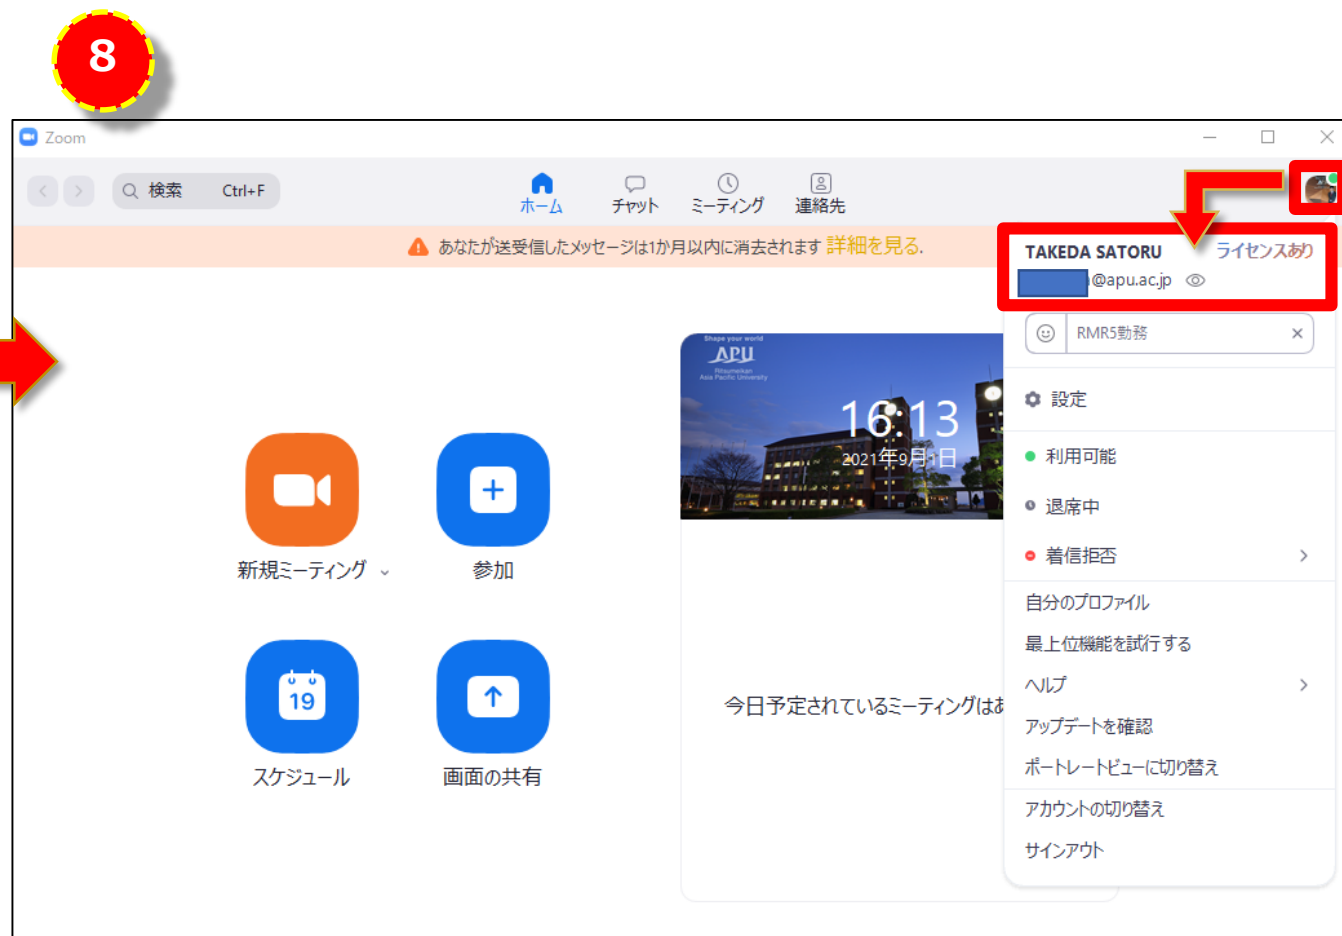 8
Zoom
検索 Ctrl+F
ホーム
チャット
ミーティング
連絡先
あなたが送受信したメッセージは1か月以内に消去されます 詳細を見る.
TAKEDA SATORU ライセンスあり
@apu.ac.jp
RMR5勤務
設定
利用可能
退席中
着信拒否
自分のプロファイル
最上位機能を試行する
ヘルプ
アップデートを確認
ポートレートビューに切り替え
アカウントの切り替え
サインアウト
Shape your world
APU
Ritsumeikan
Asia Pacific University
16:13
2021年9月1日
新規ミーティング
参加
19
スケジュール
画面の共有
今日予定されているミーティングはあ